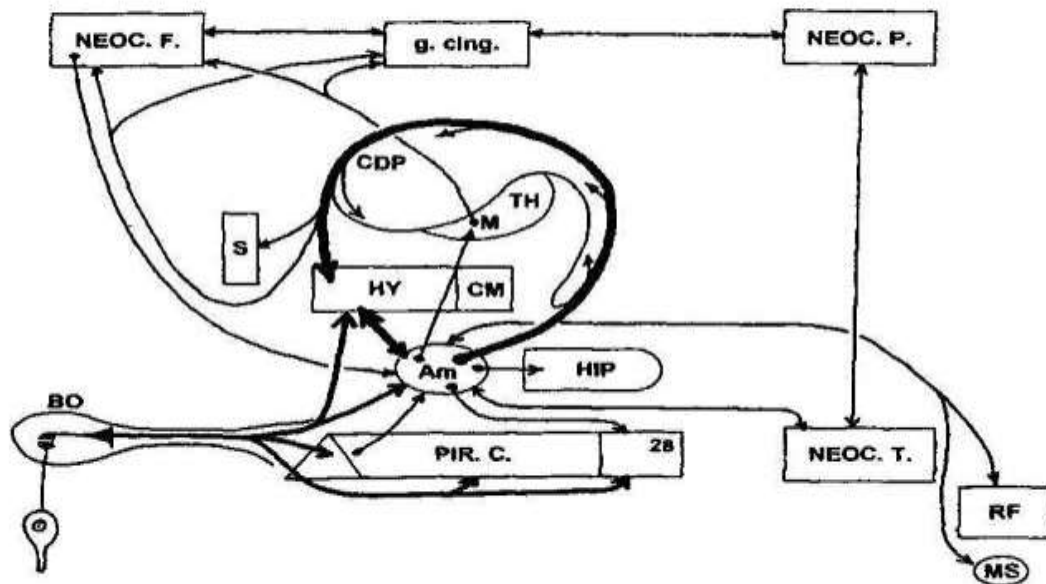 NEOC. F.
g. cing.
NEOC. P.
CDP
TH
M
S
HY
CM
Am
HIP
BO
PIR. C.
28
NEOC. T.
RF
MS